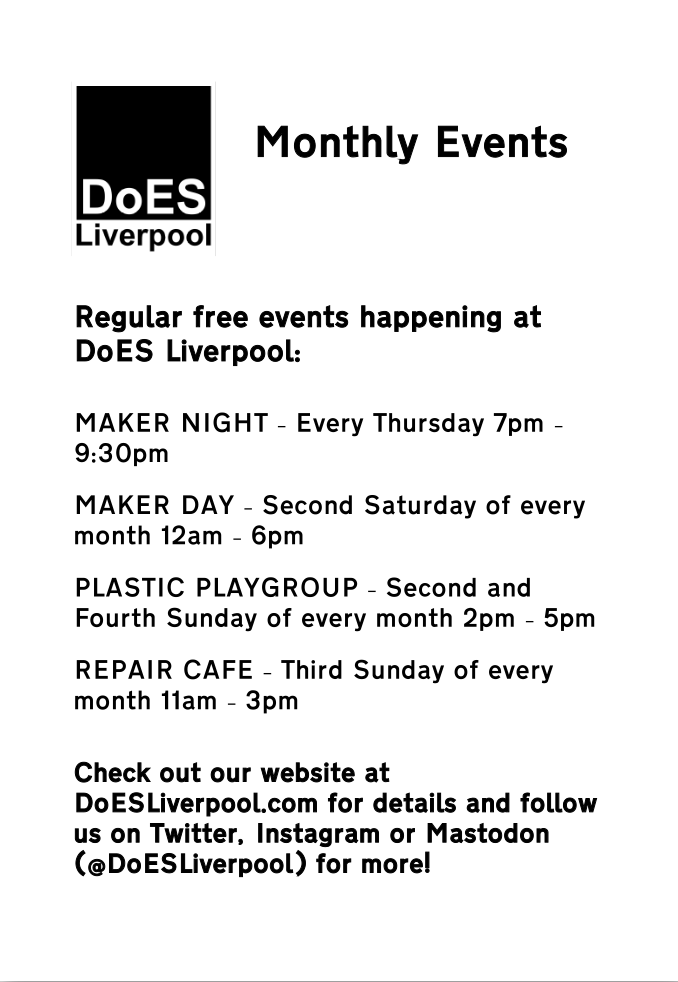 DoES
Liverpool
Monthly Events
Regular free events happening at
DoES Liverpool:
MAKER NIGHT - Every Thursday 7pm -
9:30pm
MAKER DAY - Second Saturday of every
month 12am - 6pm
PLASTIC PLAYGROUP - Second and
Fourth Sunday of every month 2pm - 5pm
REPAIR CAFE - Third Sunday of every
month 11am - 3pm
Check out our website at
DoESLiverpool.com for details and follow
us on Twitter, Instagram or Mastodon
(@DoESLiverpool) for more!